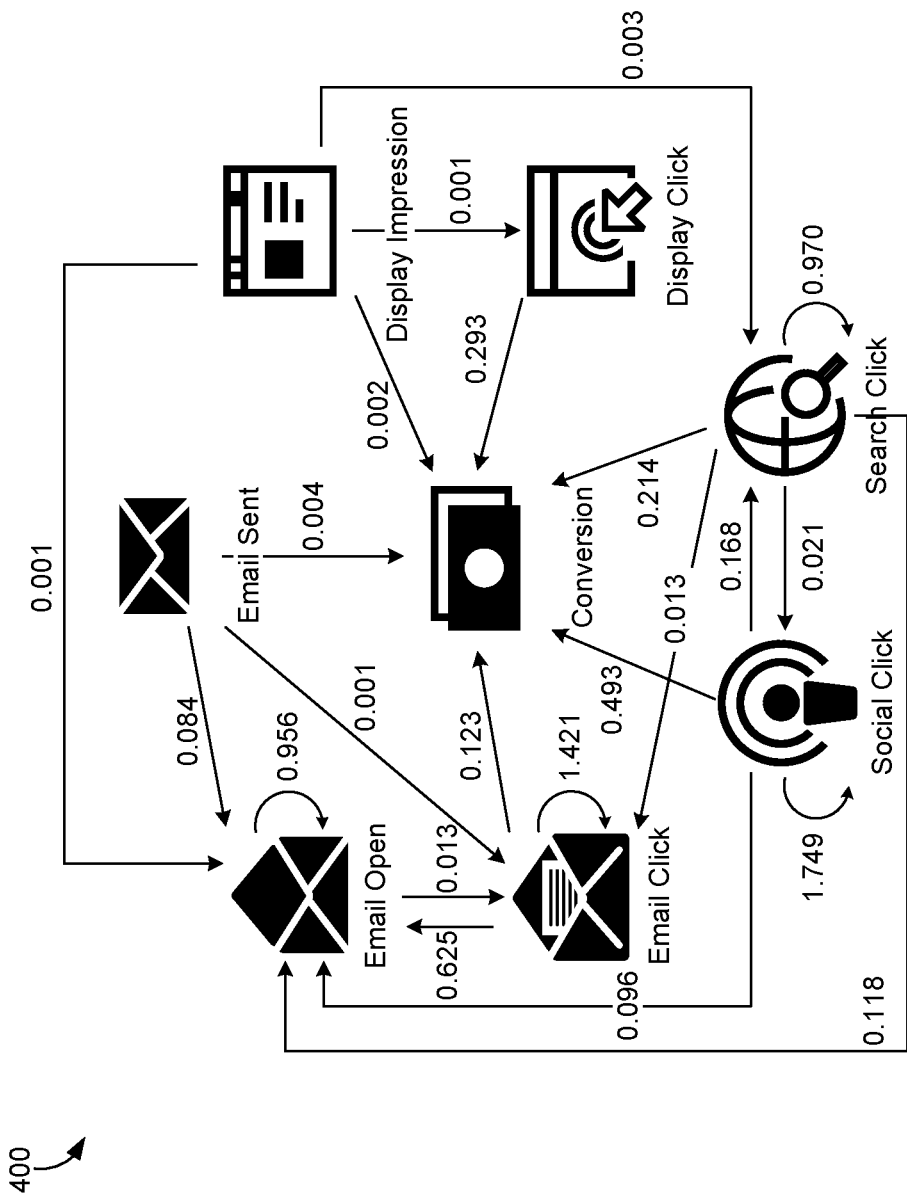 400
0.001
0.084
Email Sent
0.956
0.004
0.001
Email Open
0.002
Display Impression
0.625
0.013
0.001
0.123
0.293
1.421
Conversion
0.493
0.096
0.003
0.214
Email Click
0.013
Display Click
0.168
0.021
1.749
0.970
0.118
Social Click
Search Click